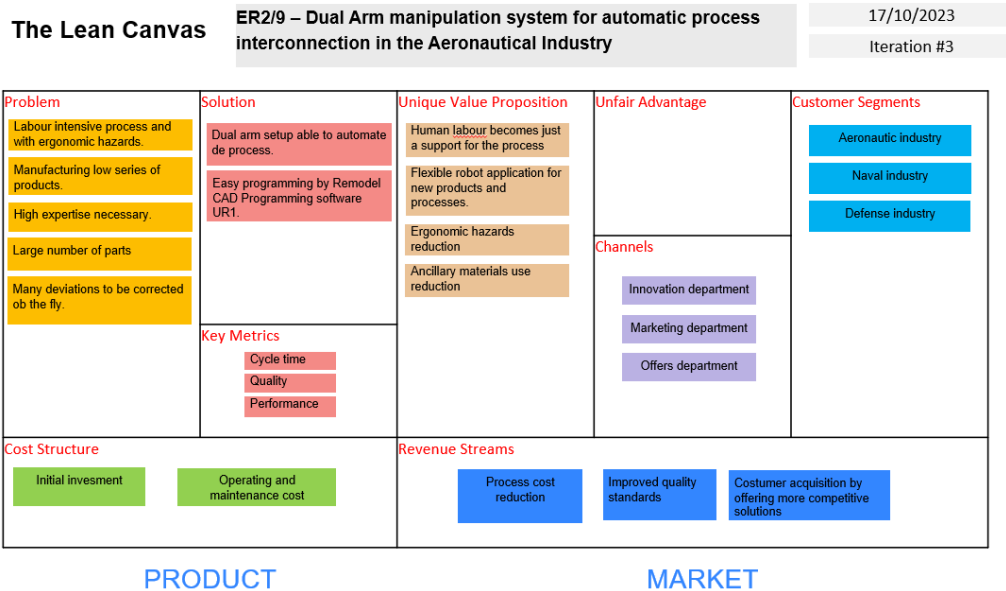 The Lean Canvas
ER2/9 – Dual Arm manipulation system for automatic process
interconnection in the Aeronautical Industry
17/10/2023
Iteration #3
Problem
Labour intensive process and
with ergonomic hazards.
Manufacturing low series of
products.
High expertise necessary.
Large number of parts
Many deviations to be corrected
ob the fly.
Solution
Dual arm setup able to automate
de process.
Easy programming by Remodel
CAD Programming software
UR1.
Key Metrics
Cycle time
Quality
Performance
Unique Value Proposition
Human labour becomes just
a support for the process
Flexible robot application for
new products and
processes.
Ergonomic hazards
reduction
Ancillary materials use
reduction
Unfair Advantage
Channels
Innovation department
Marketing department
Offers department
Customer Segments
Aeronautic industry
Naval industry
Defense industry
Cost Structure
Initial invesment
Operating and
maintenance cost
Revenue Streams
Process cost
reduction
Improved quality
standards
Costumer acquisition by
offering more competitive
solutions
PRODUCT
MARKET